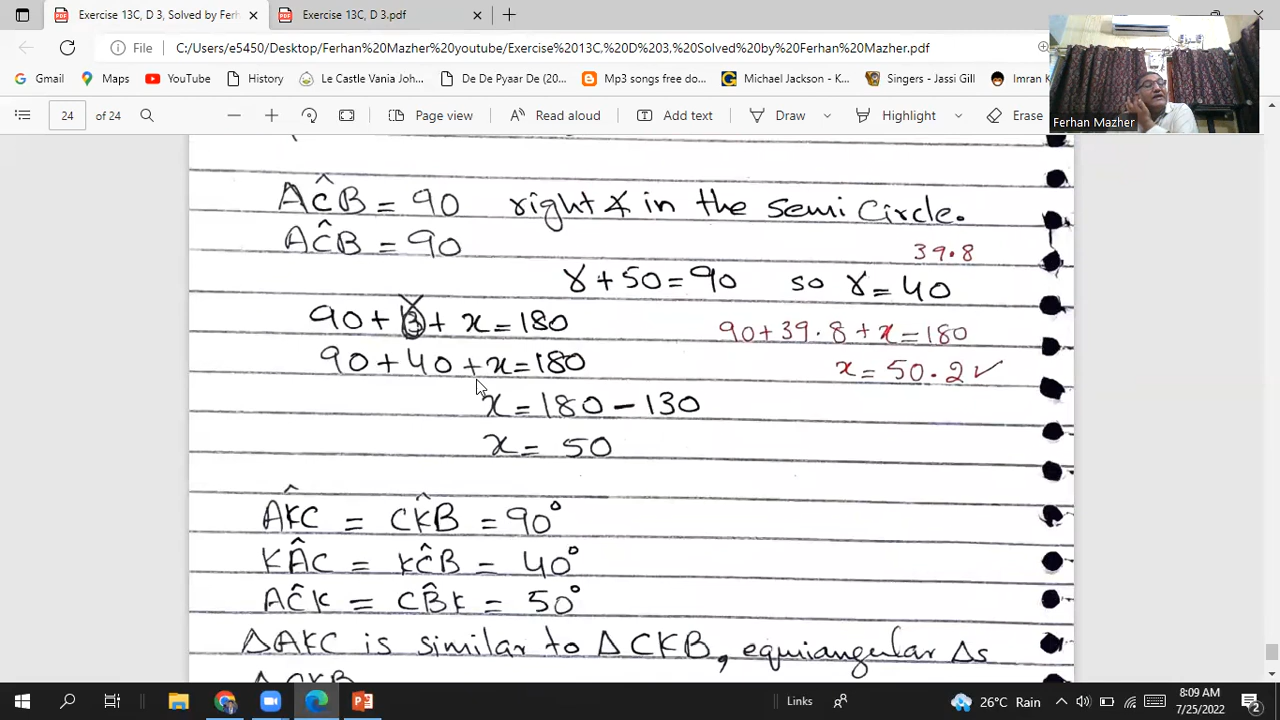 Exercise 13C, D 3, Solved by Ferh
Exercise 13C, D 3.pdf
File C:/Users/e5450/Desktop/Ferhan%20Mazher%20youtube/Exercise%2013C,%20D%203.%20Solved%20by%20Ferhan%20Mazher.pdf
Gmail Maps YouTube History Le Castle Vania Joh... De De Pyaar De (20... Mp3 songs free do... Michael Jackson - K... Singers - Jassi Gill Imran K
24 of 24 Page view Read aloud Add text Draw Highlight Erase
Ferhan Mazher
AĈB = 90 right ∡ in the Semi Circle.
AĈB = 90
39.8
γ + 50 = 90 so γ = 40
90 + + x = 180
90 + 39.8 + x = 180
90 + 40 + x = 180
x = 50.2 ✓
x = 180 – 130
x = 50
AK̂C = CK̂B = 90°
KÂC = KĈB = 40°
AĈK = CB̂K = 50°
ΔAKC is similar to ΔCKB, equiangular Δs
Links 26°C Rain 8:09 AM
7/25/2022 2